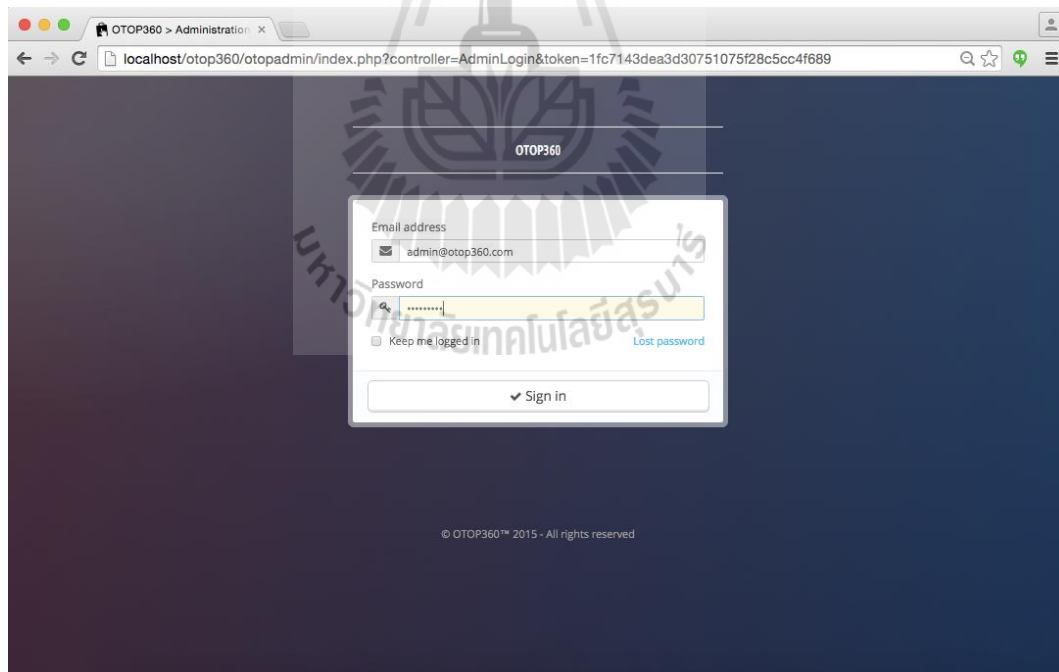 OTOP360 > Administration
localhost/otop360/otopadmin/index.php?controller=AdminLogin&token=1fc7143dea3d30751075f28c5cc4f689
OTOP360
Email address
admin@otop360.com
Password
Keep me logged in
Lost password
Sign in
มหาวิทยาลัยเทคโนโลยีสุรนารี
© OTOP360™ 2015 - All rights reserved